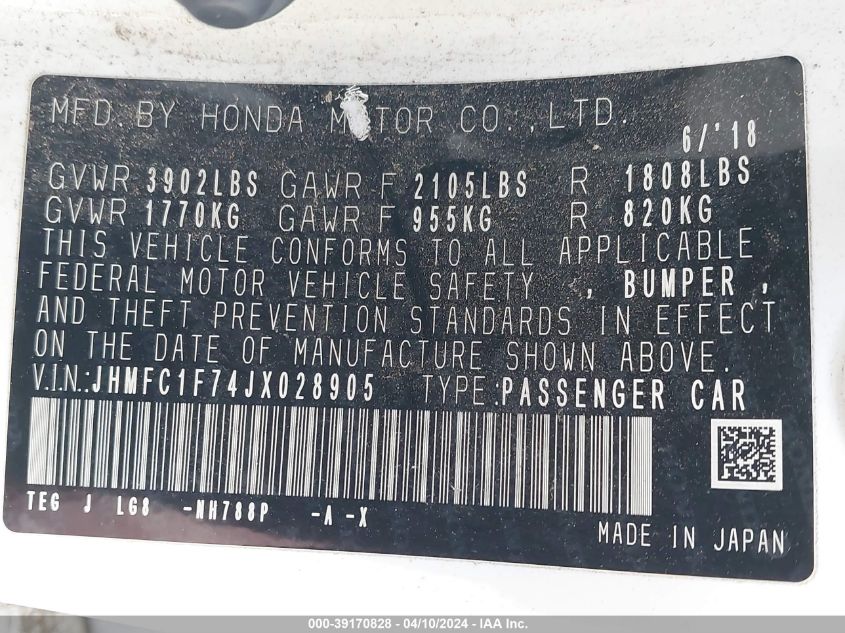 MFD. BY HONDA MOTOR CO., LTD.
6/'18
GVWR 3902LBS GAWR F 2105LBS R 1808LBS
GVWR 1770KG GAWR F 955KG R 820KG
THIS VEHICLE CONFORMS TO ALL APPLICABLE
FEDERAL MOTOR VEHICLE SAFETY , BUMPER ,
AND THEFT PREVENTION STANDARDS IN EFFECT
ON THE DATE OF MANUFACTURE SHOWN ABOVE.
V.I.N.:JHMFC1F74JX028905 TYPE:PASSENGER CAR
TEG J LG8 -NH788P -A -X
MADE IN JAPAN
000-39170828 - 04/10/2024 - IAAI, Inc.